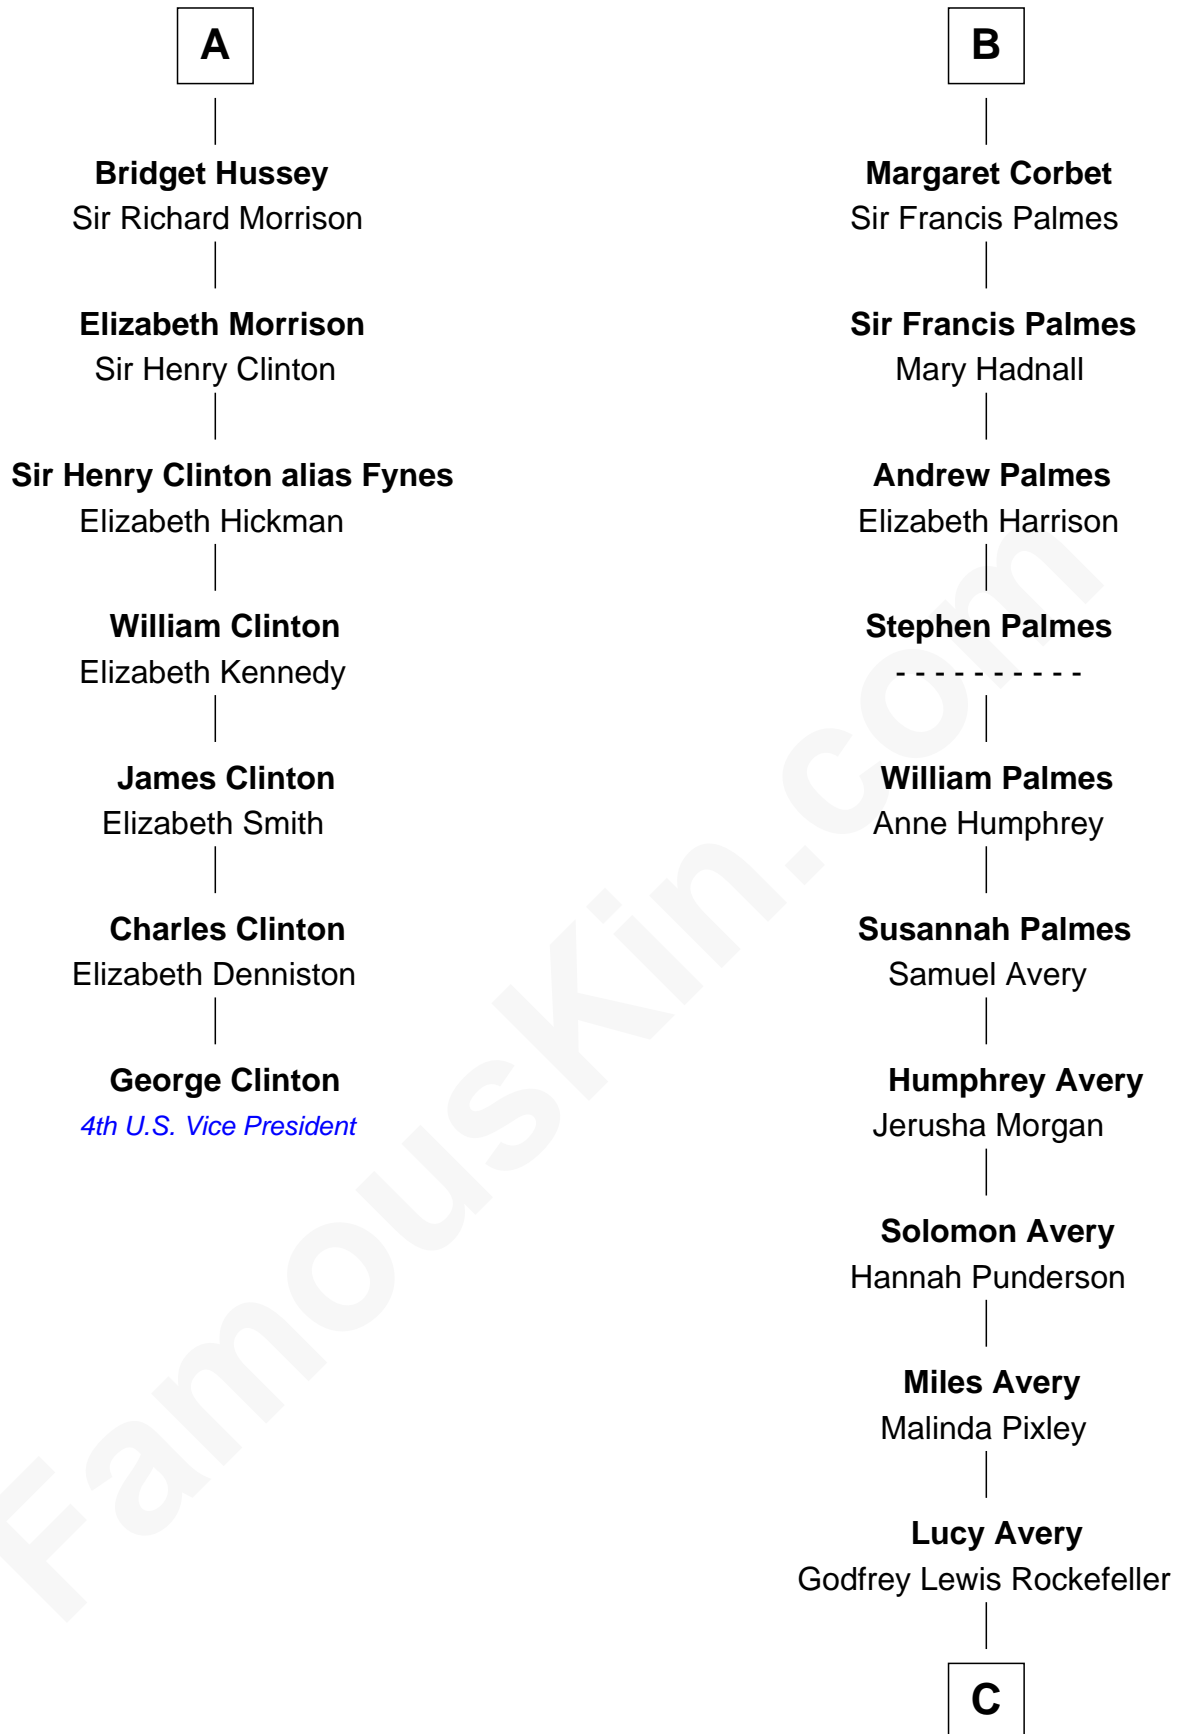 A
Bridget Hussey
Sir Richard Morrison
Elizabeth Morrison
Sir Henry Clinton
Sir Henry Clinton alias Fynes
Elizabeth Hickman
William Clinton
Elizabeth Kennedy
James Clinton
Elizabeth Smith
Charles Clinton
Elizabeth Denniston
George Clinton
4th U.S. Vice President
B
Margaret Corbet
Sir Francis Palmes
Sir Francis Palmes
Mary Hadnall
Andrew Palmes
Elizabeth Harrison
Stephen Palmes
- - - - - - - - - -
William Palmes
Anne Humphrey
Susannah Palmes
Samuel Avery
Humphrey Avery
Jerusha Morgan
Solomon Avery
Hannah Punderson
Miles Avery
Malinda Pixley
Lucy Avery
Godfrey Lewis Rockefeller
C
FamousKin.com